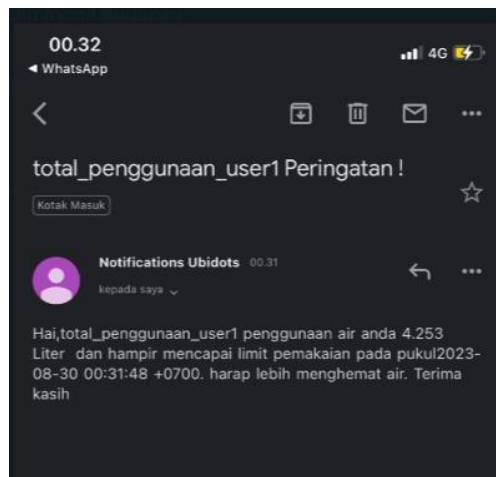 00.32
4G
◀ WhatsApp
total_penggunaan_user1 Peringatan !
Kotak Masuk
Notifications Ubidots 00.31
kepada saya
Hai,total_penggunaan_user1 penggunaan air anda 4.253
Liter dan hampir mencapai limit pemakaian pada pukul2023-
08-30 00:31:48 +0700. harap lebih menghemat air. Terima
kasih